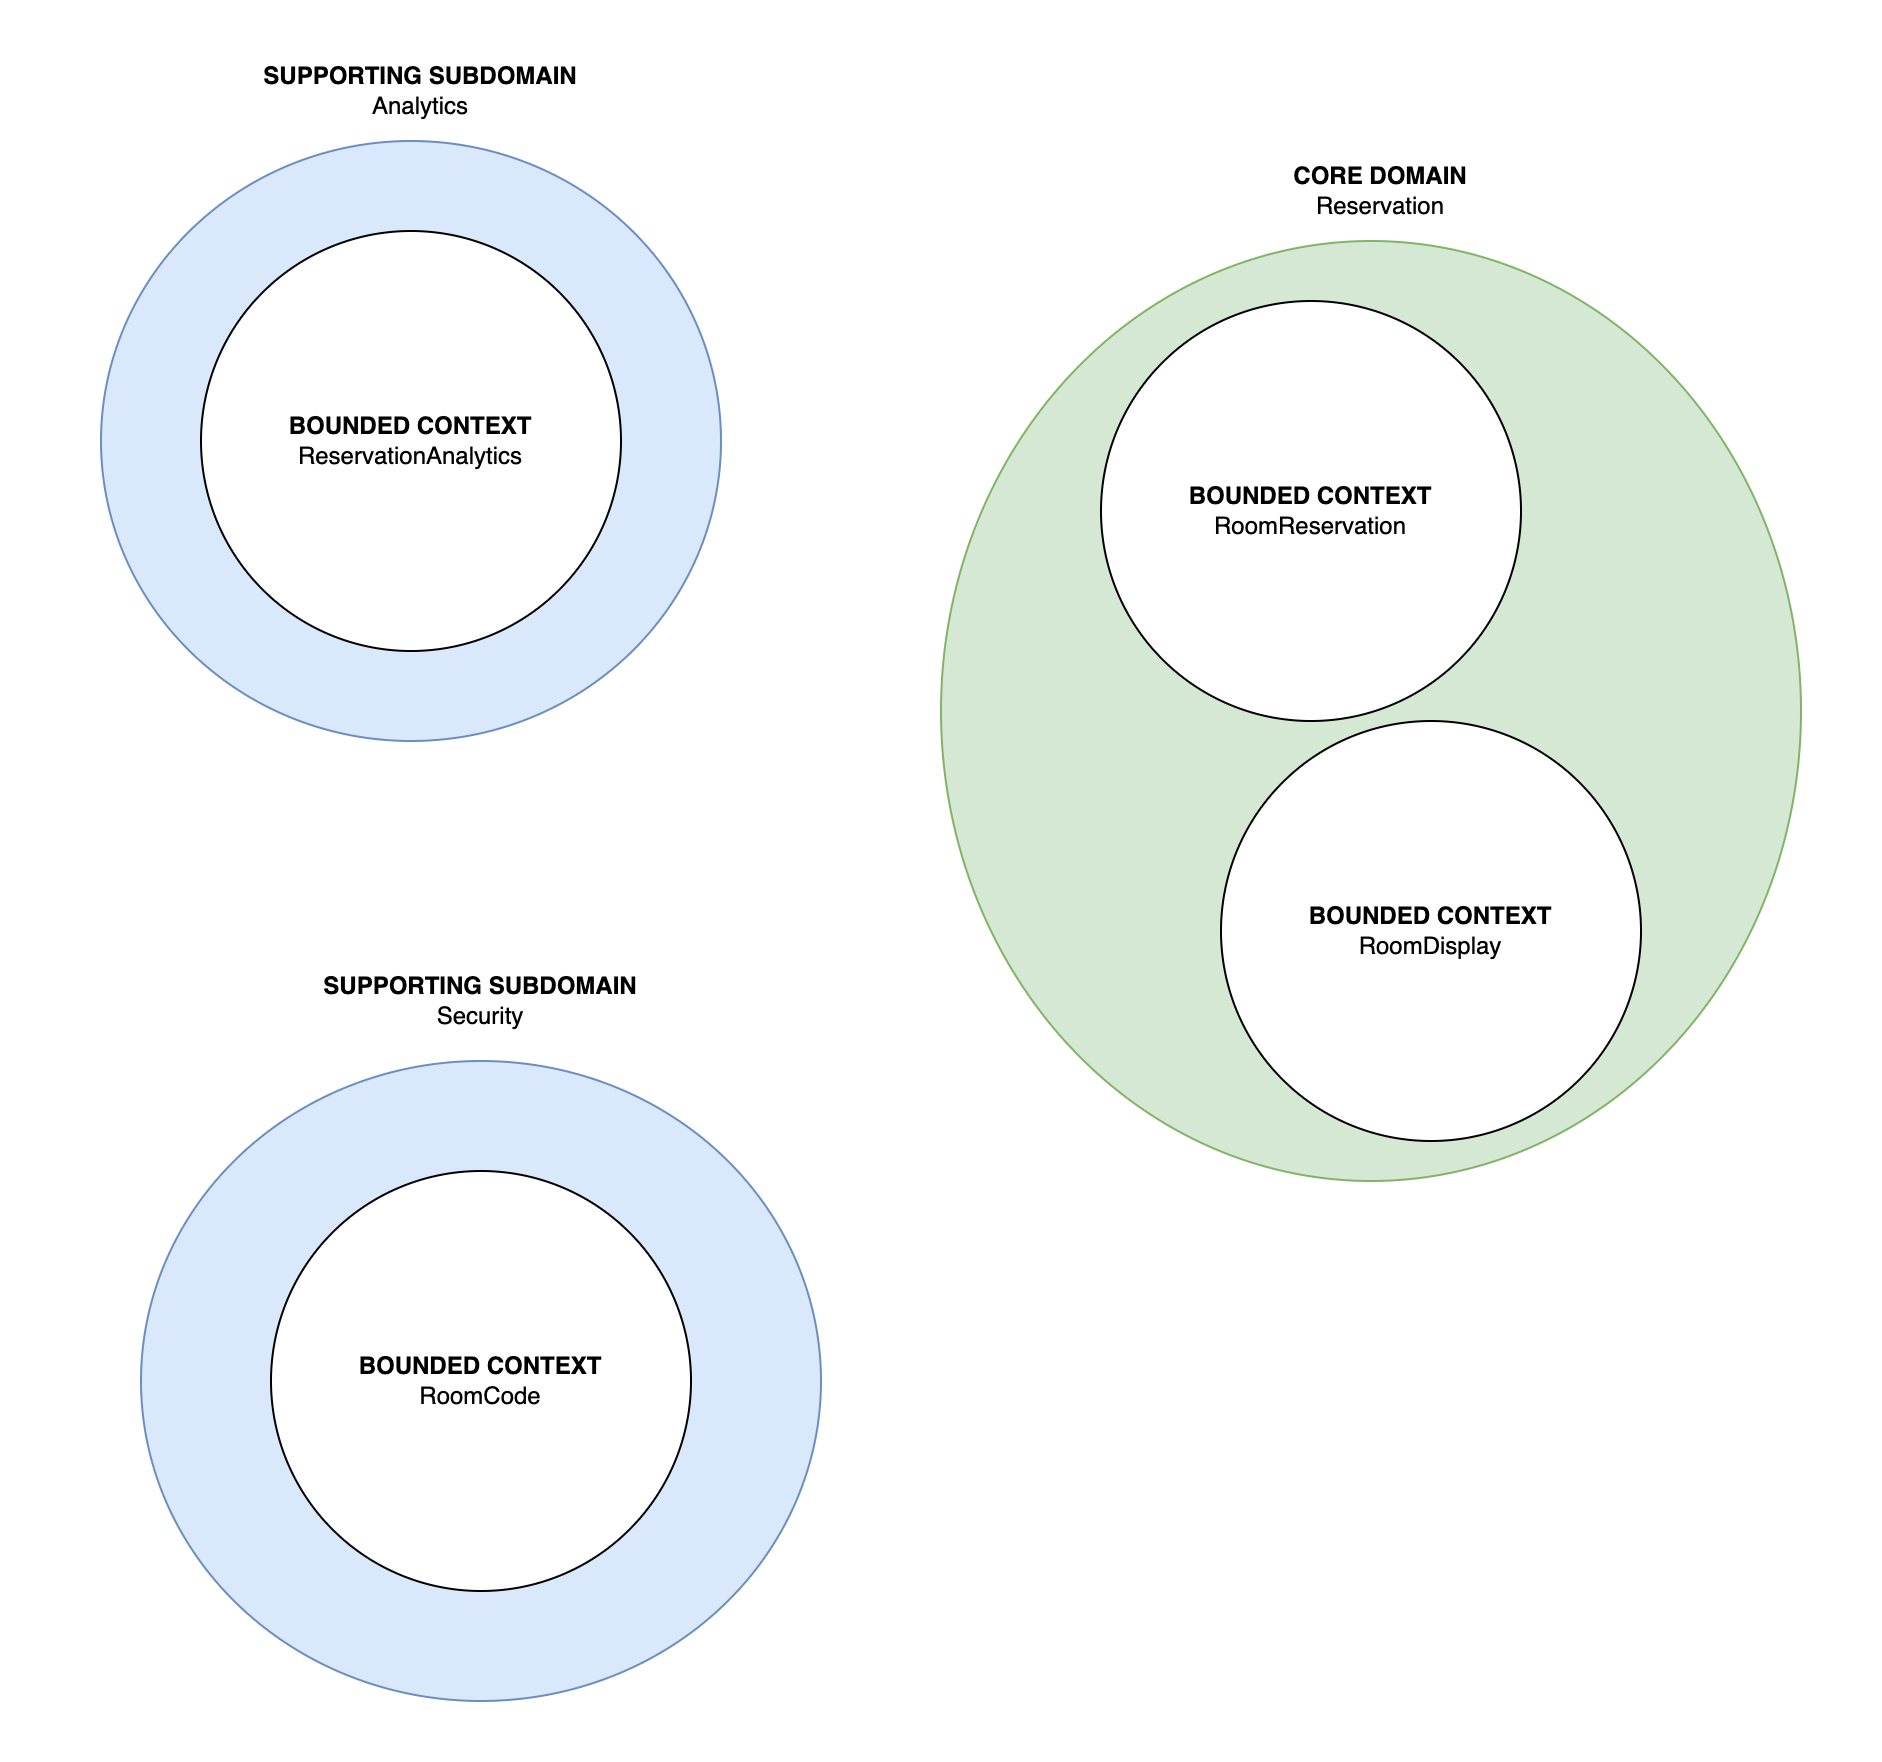 SUPPORTING SUBDOMAIN
Analytics
BOUNDED CONTEXT
ReservationAnalytics
CORE DOMAIN
Reservation
BOUNDED CONTEXT
RoomReservation
BOUNDED CONTEXT
RoomDisplay
SUPPORTING SUBDOMAIN
Security
BOUNDED CONTEXT
RoomCode